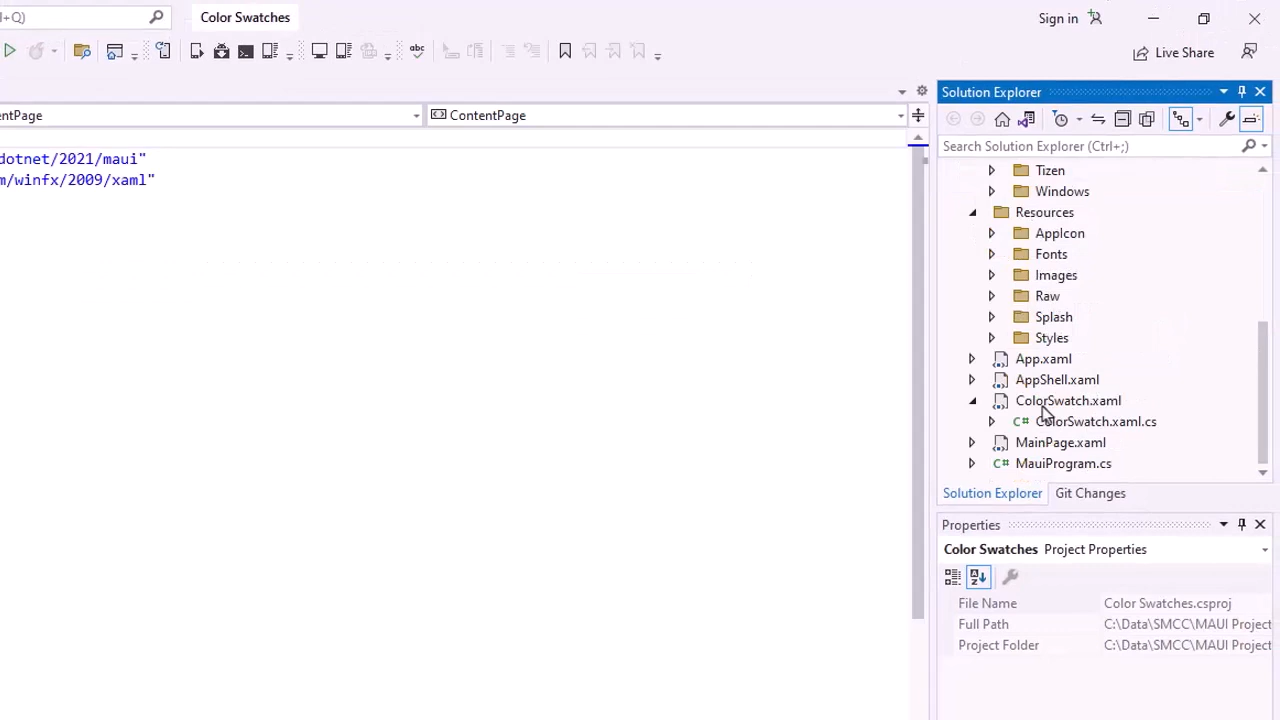 l+Q)
Color Swatches
Sign in
Live Share
abc
entPage
ContentPage
dotnet/2021/maui"
m/winfx/2009/xaml"
Solution Explorer
Search Solution Explorer (Ctrl+;)
Tizen
Windows
Resources
AppIcon
Fonts
Images
Raw
Splash
Styles
App.xaml
AppShell.xaml
ColorSwatch.xaml
C# ColorSwatch.xaml.cs
MainPage.xaml
C# MauiProgram.cs
Solution Explorer Git Changes
Properties
Color Swatches Project Properties
File Name Color Swatches.csproj
Full Path C:\Data\SMCC\MAUI Project
Project Folder C:\Data\SMCC\MAUI Project